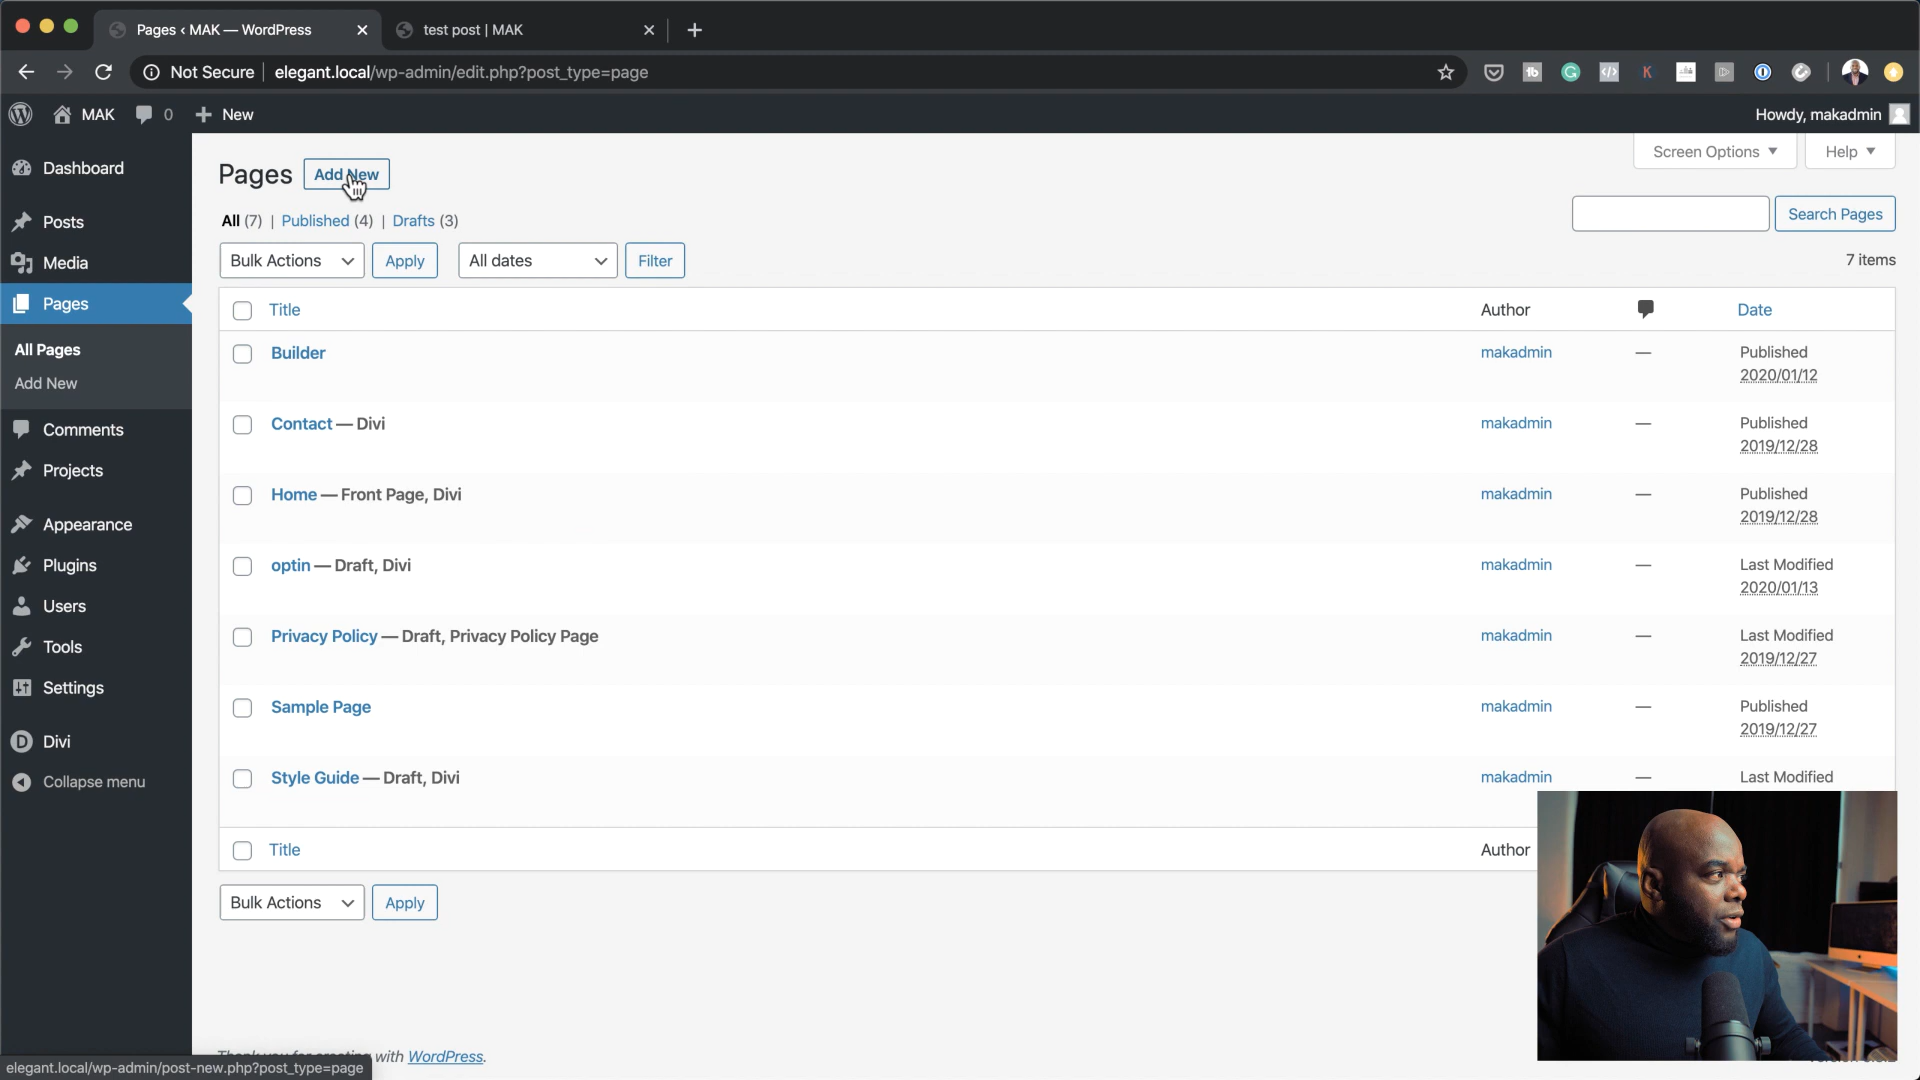 Pages ‹ MAK — WordPress
test post | MAK
Not Secure
elegant.local/wp-admin/edit.php?post_type=page
MAK
0
New
Howdy, makadmin
Dashboard
Posts
Media
Pages
All Pages
Add New
Comments
Projects
Appearance
Plugins
Users
Tools
Settings
Divi
Collapse menu
Pages
Add New
Screen Options
Help
All (7) | Published (4) | Drafts (3)
Search Pages
Bulk Actions
Apply
All dates
Filter
7 items
Title
Author
Date
Builder
makadmin
—
Published
2020/01/12
Contact — Divi
makadmin
—
Published
2019/12/28
Home — Front Page, Divi
makadmin
—
Published
2019/12/28
optin — Draft, Divi
makadmin
—
Last Modified
2020/01/13
Privacy Policy — Draft, Privacy Policy Page
makadmin
—
Last Modified
2019/12/27
Sample Page
makadmin
—
Published
2019/12/27
Style Guide — Draft, Divi
makadmin
—
Last Modified
Title
Author
Bulk Actions
Apply
Thank you for creating with WordPress.
elegant.local/wp-admin/post-new.php?post_type=page